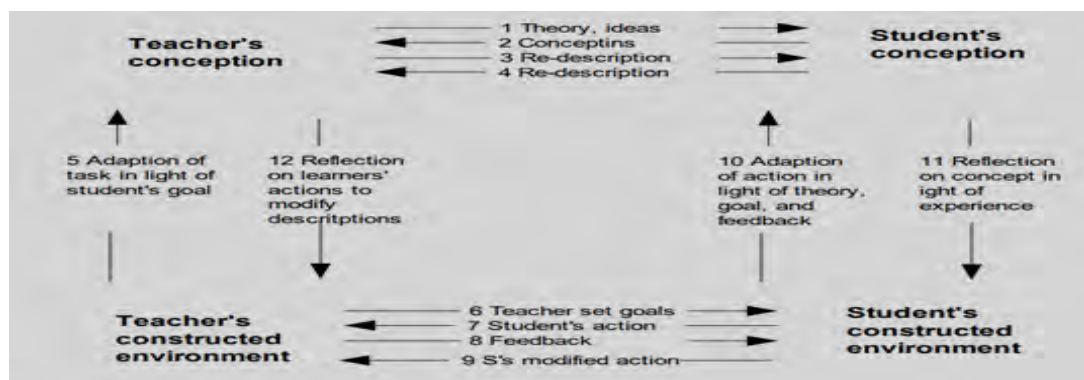 Teacher's
conception
1 Theory, ideas
2 Conceptins
3 Re-description
4 Re-description
Student's
conception
5 Adaption of
task in light of
student's goal
12 Reflection
on learners'
actions to
modify
descritptions
10 Adaption
of action in
light of theory,
goal, and
feedback
11 Reflection
on concept in
ight of
experience
Teacher's
constructed
environment
6 Teacher set goals
7 Student's action
8 Feedback
9 S's modified action
Student's
constructed
environment